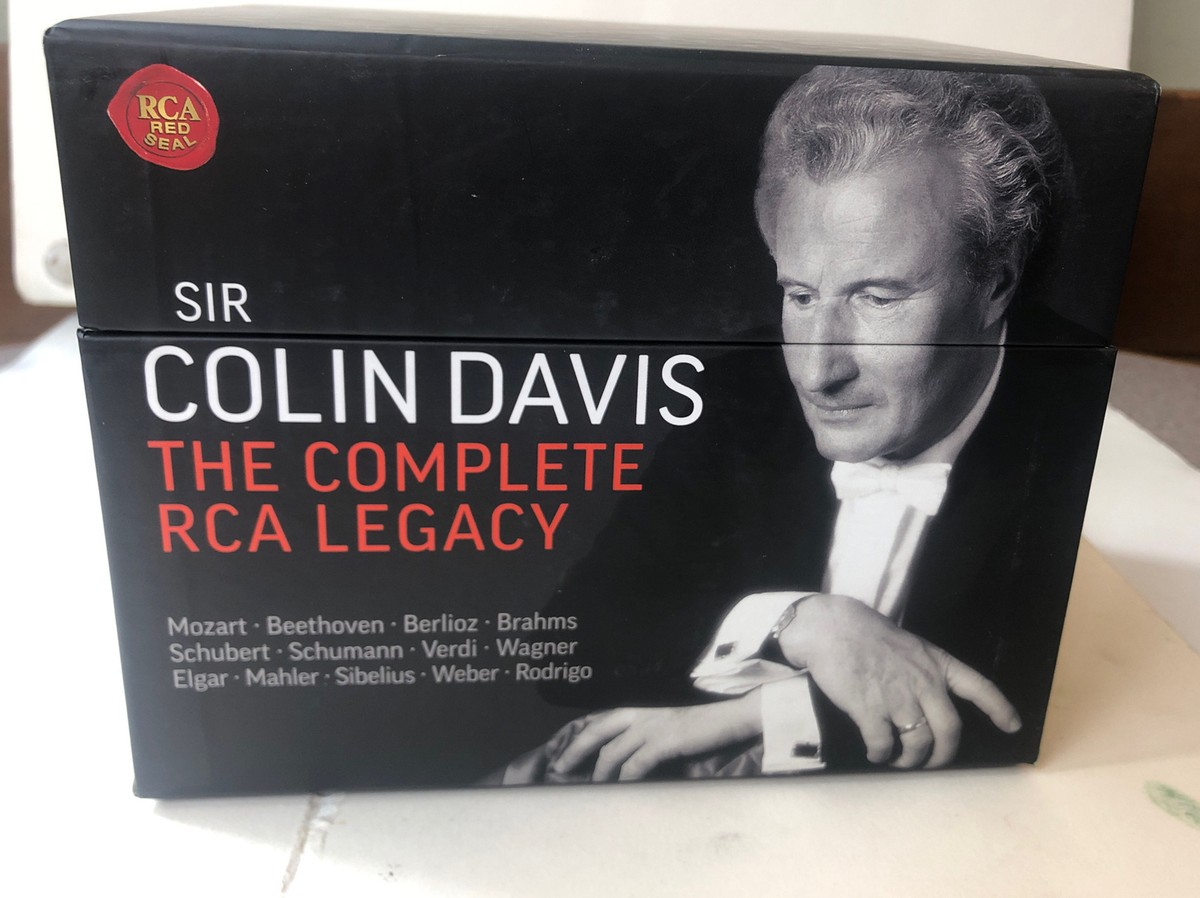 RCA
RED
SEAL
SIR
COLIN DAVIS
THE COMPLETE
RCA LEGACY
Mozart · Beethoven · Berlioz · Brahms
Schubert · Schumann · Verdi · Wagner
Elgar · Mahler · Sibelius · Weber · Rodrigo